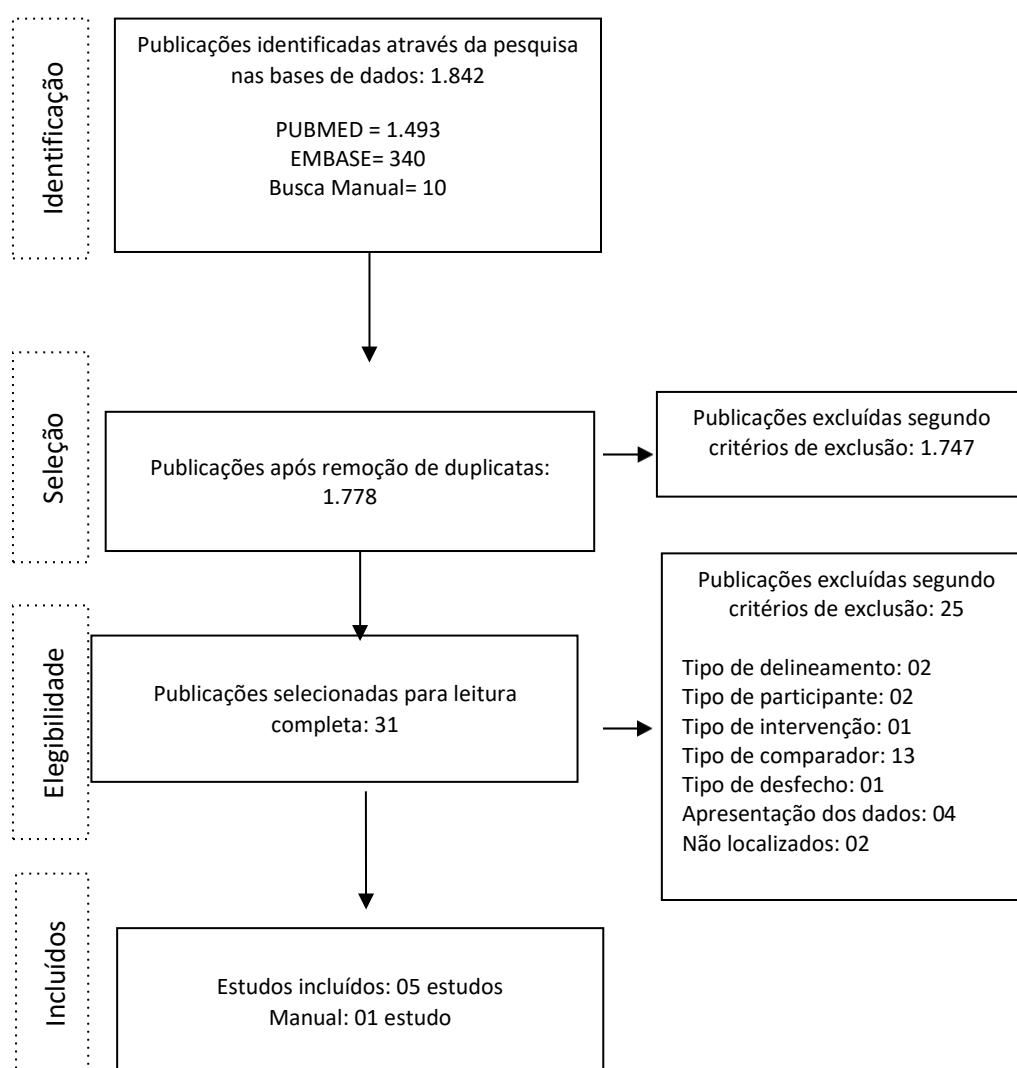 Identificação
Publicações identificadas através da pesquisa
nas bases de dados: 1.842
PUBMED = 1.493
EMBASE= 340
Busca Manual= 10
Seleção
Publicações após remoção de duplicatas:
1.778
Publicações excluídas segundo
critérios de exclusão: 1.747
Elegibilidade
Publicações selecionadas para leitura
completa: 31
Publicações excluídas segundo
critérios de exclusão: 25
Tipo de delineamento: 02
Tipo de participante: 02
Tipo de intervenção: 01
Tipo de comparador: 13
Tipo de desfecho: 01
Apresentação dos dados: 04
Não localizados: 02
Incluídos
Estudos incluídos: 05 estudos
Manual: 01 estudo